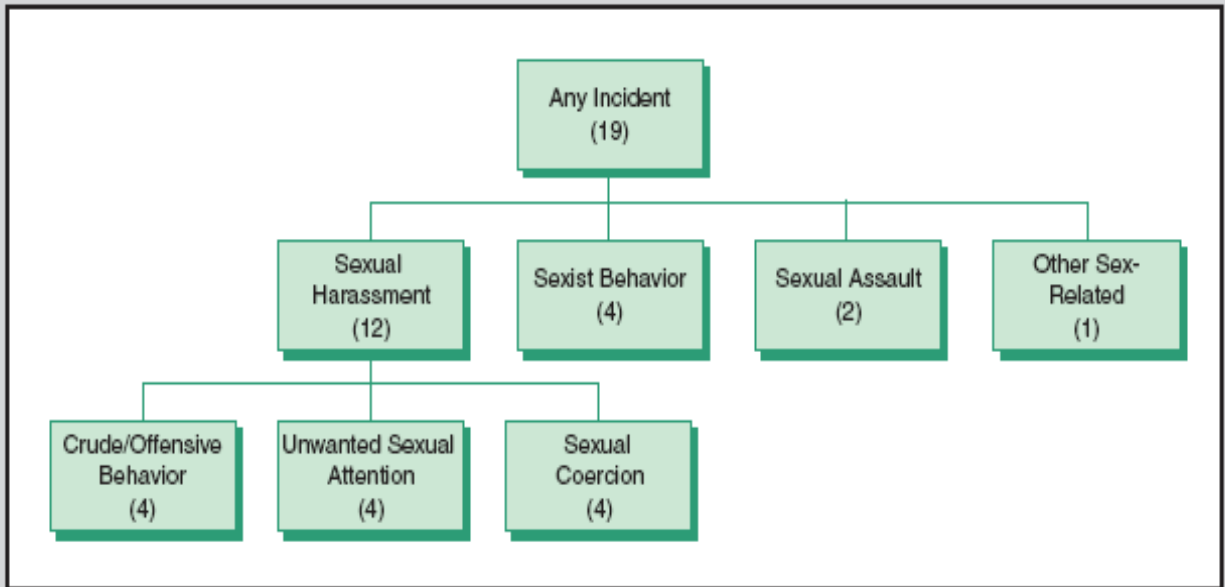 Any Incident
(19)
Sexual
Harassment
(12)
Sexist Behavior
(4)
Sexual Assault
(2)
Other Sex-
Related
(1)
Crude/Offensive
Behavior
(4)
Unwanted Sexual
Attention
(4)
Sexual
Coercion
(4)